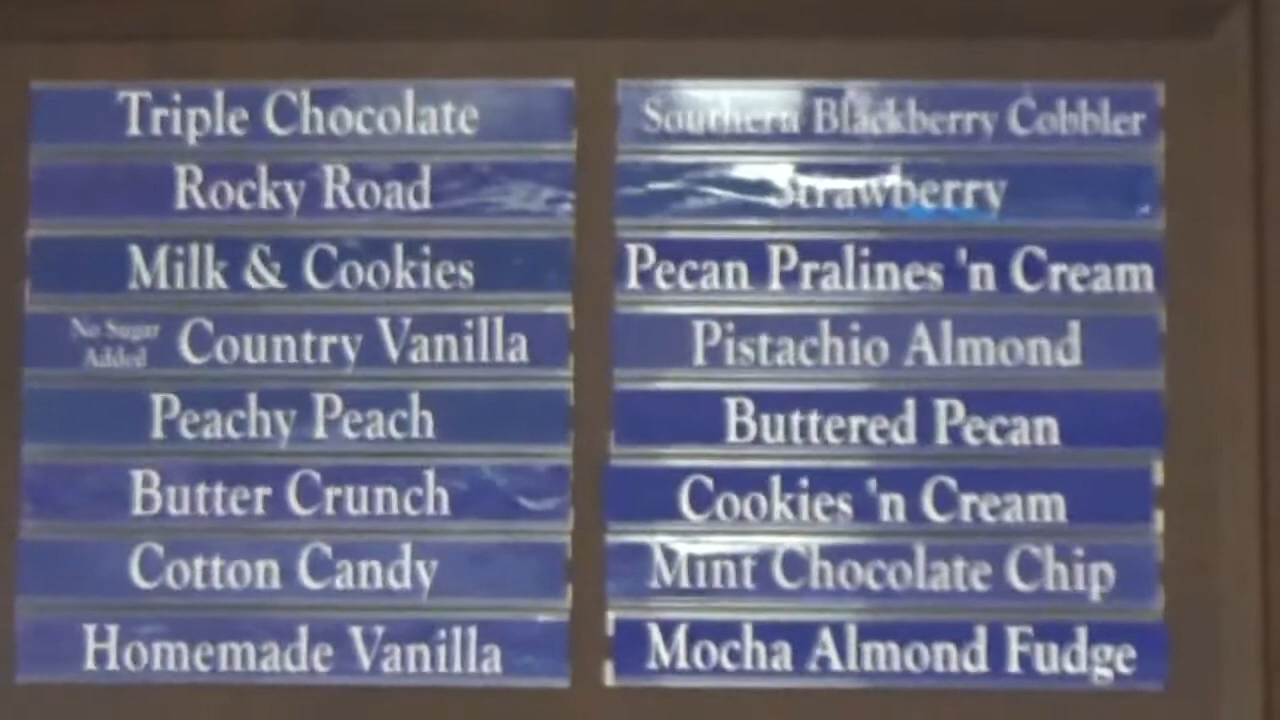 Triple Chocolate
Rocky Road
Milk & Cookies
No Sugar
Added
Country Vanilla
Peachy Peach
Butter Crunch
Cotton Candy
Homemade Vanilla
Southern Blackberry Cobbler
Strawberry
Pecan Pralines 'n Cream
Pistachio Almond
Buttered Pecan
Cookies 'n Cream
Mint Chocolate Chip
Mocha Almond Fudge